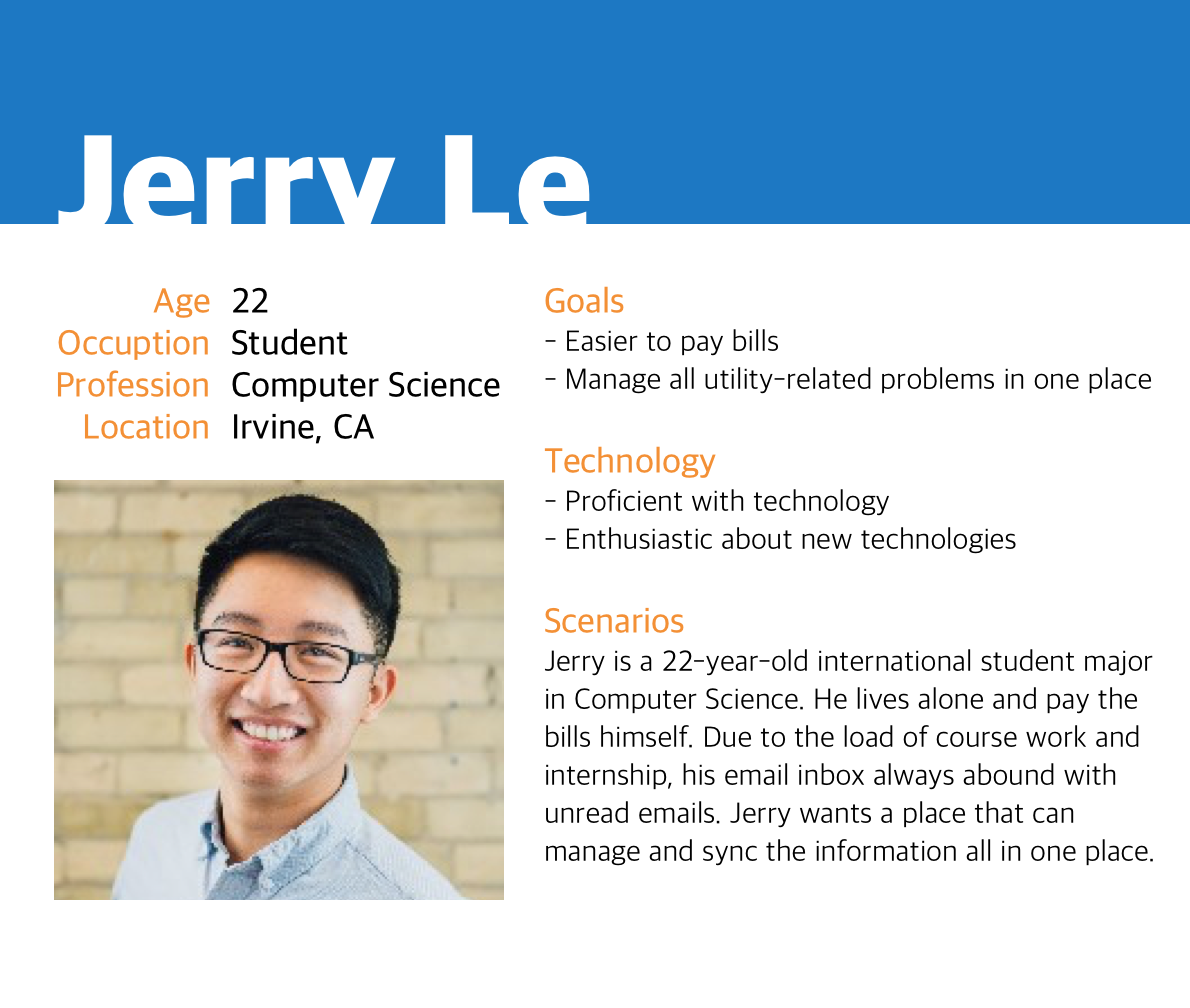 Jerry Le
Age 22
Occuption Student
Profession Computer Science
Location Irvine, CA
Goals
- Easier to pay bills
- Manage all utility-related problems in one place
Technology
- Proficient with technology
- Enthusiastic about new technologies
Scenarios
Jerry is a 22-year-old international student major
in Computer Science. He lives alone and pay the
bills himself. Due to the load of course work and
internship, his email inbox always abound with
unread emails. Jerry wants a place that can
manage and sync the information all in one place.